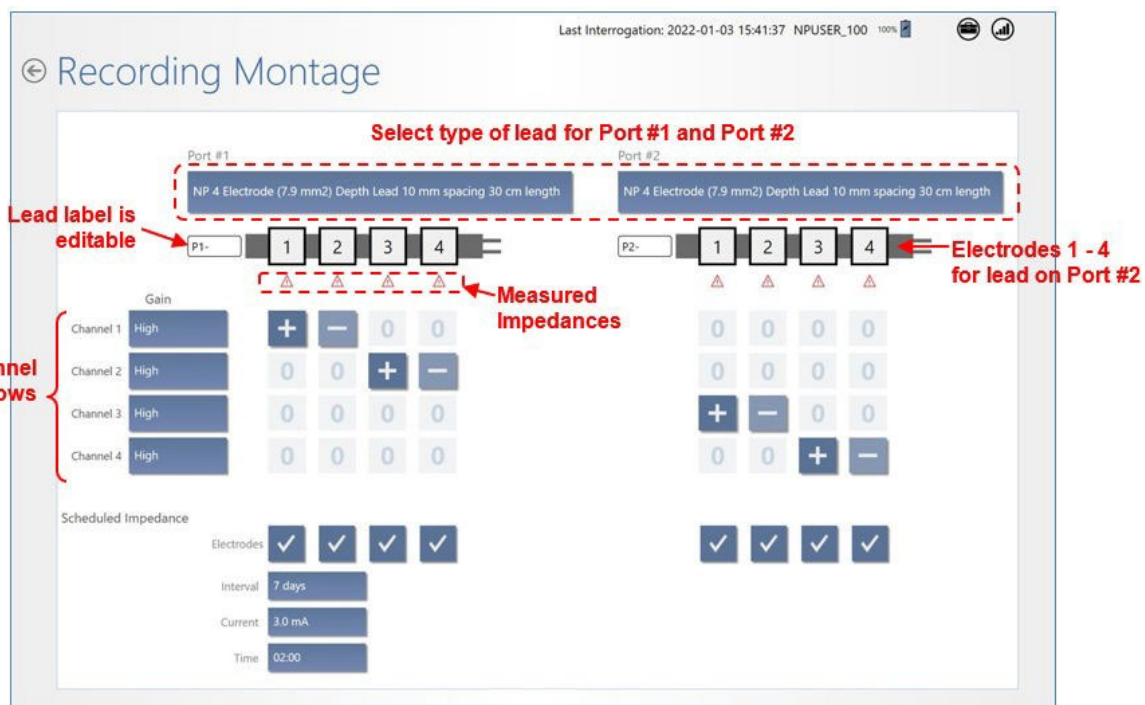 Last Interrogation: 2022-01-03 15:41:37 NPUSER_100 100%
Recording Montage
Select type of lead for Port #1 and Port #2
Port #1
Port #2
NP 4 Electrode (7.9 mm2) Depth Lead 10 mm spacing 30 cm length
NP 4 Electrode (7.9 mm2) Depth Lead 10 mm spacing 30 cm length
Lead label is
editable
P1-
1 2 3 4
P2-
1 2 3 4
Electrodes 1 - 4
for lead on Port #2
Measured
Impedances
Gain
Channel 1 High + − 0 0 0 0 0 0
Channel 2 High 0 0 + − 0 0 0 0
Channel 3 High 0 0 0 0 + − 0 0
Channel 4 High 0 0 0 0 0 0 + −
nnel
ows
Scheduled Impedance
Electrodes
Interval 7 days
Current 3.0 mA
Time 02:00